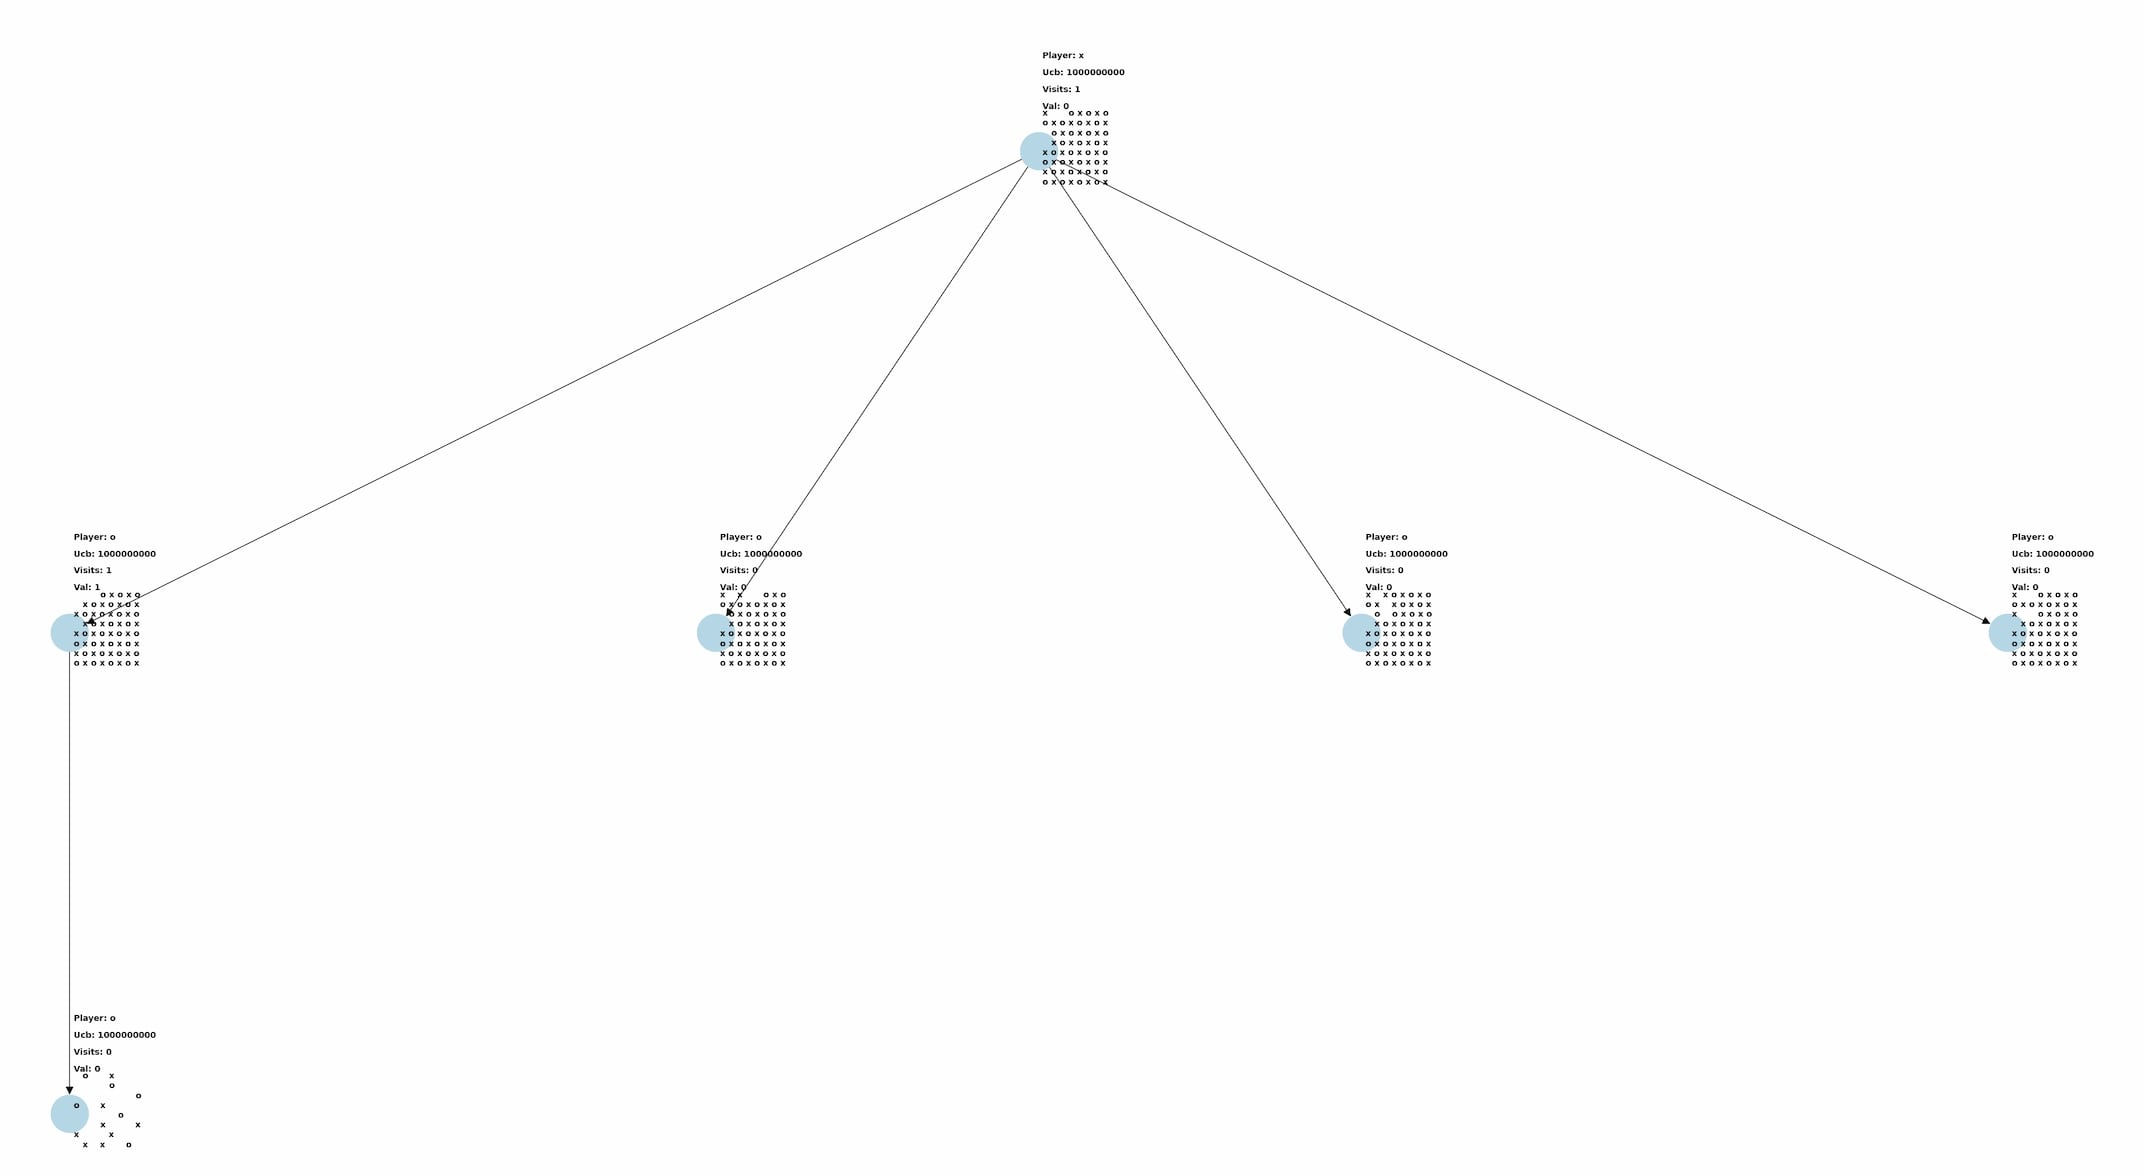 Player: x
Ucb: 1000000000
Visits: 1
Val: 0
x o x o x o
o x o x o x o x
o x o x o x o
x o x o x o x
x o x o x o x o
o x o x o x o x
x o x o x o x o
o x o x o x o x
Player: o
Ucb: 1000000000
Visits: 1
Val: 1
o x o x o
x o x o x o x
x o x o x o x o
x o x o x o x
x o x o x o x o
o x o x o x o x
x o x o x o x o
o x o x o x o x
Player: o
Ucb: 1000000000
Visits: 0
Val: 0
x x o x o
o x o x o x o x
o x o x o x o
x o x o x o x
x o x o x o x o
o x o x o x o x
x o x o x o x o
o x o x o x o x
Player: o
Ucb: 1000000000
Visits: 0
Val: 0
x x o x o x o
o x x o x o x
o o x o x o
x o x o x o x
x o x o x o x o
o x o x o x o x
x o x o x o x o
o x o x o x o x
Player: o
Ucb: 1000000000
Visits: 0
Val: 0
x o x o x o
o x o x o x o x
x o x o x o
x o x o x o x
x o x o x o x o
o x o x o x o x
x o x o x o x o
o x o x o x o x
Player: o
Ucb: 1000000000
Visits: 0
Val: 0
o x
o
o
o x
o
x x
x x
x x o